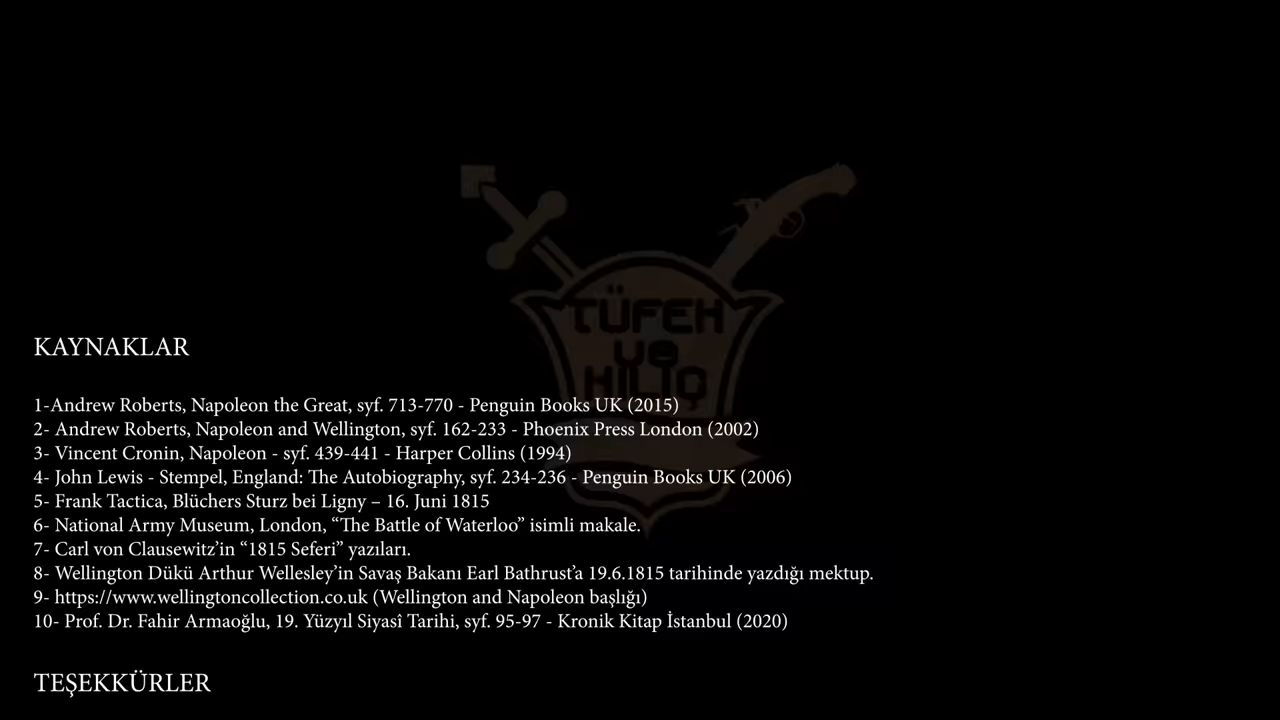 TÜFEH
VE
HILIÇ
KAYNAKLAR
1-Andrew Roberts, Napoleon the Great, syf. 713-770 - Penguin Books UK (2015)
2- Andrew Roberts, Napoleon and Wellington, syf. 162-233 - Phoenix Press London (2002)
3- Vincent Cronin, Napoleon - syf. 439-441 - Harper Collins (1994)
4- John Lewis - Stempel, England: The Autobiography, syf. 234-236 - Penguin Books UK (2006)
5- Frank Tactica, Blüchers Sturz bei Ligny – 16. Juni 1815
6- National Army Museum, London, “The Battle of Waterloo” isimli makale.
7- Carl von Clausewitz’in “1815 Seferi” yazıları.
8- Wellington Dükü Arthur Wellesley’in Savaş Bakanı Earl Bathrust’a 19.6.1815 tarihinde yazdığı mektup.
9- https://www.wellingtoncollection.co.uk (Wellington and Napoleon başlığı)
10- Prof. Dr. Fahir Armaoğlu, 19. Yüzyıl Siyasî Tarihi, syf. 95-97 - Kronik Kitap İstanbul (2020)
TEŞEKKÜRLER